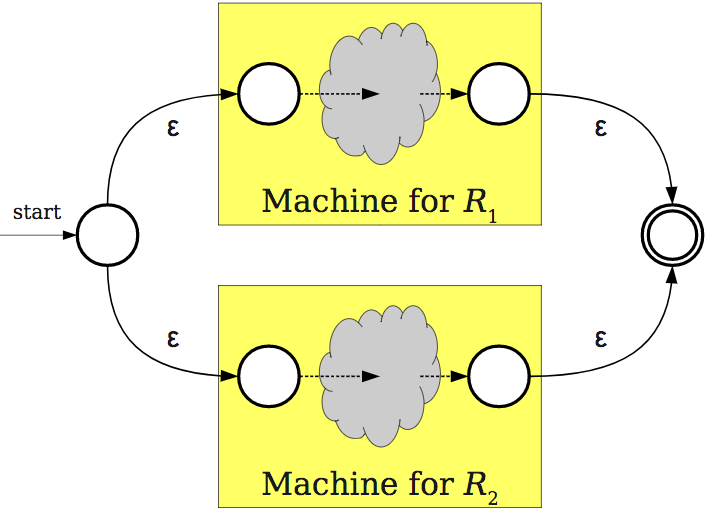 ε
ε
Machine for R₁
start
ε
ε
Machine for R₂